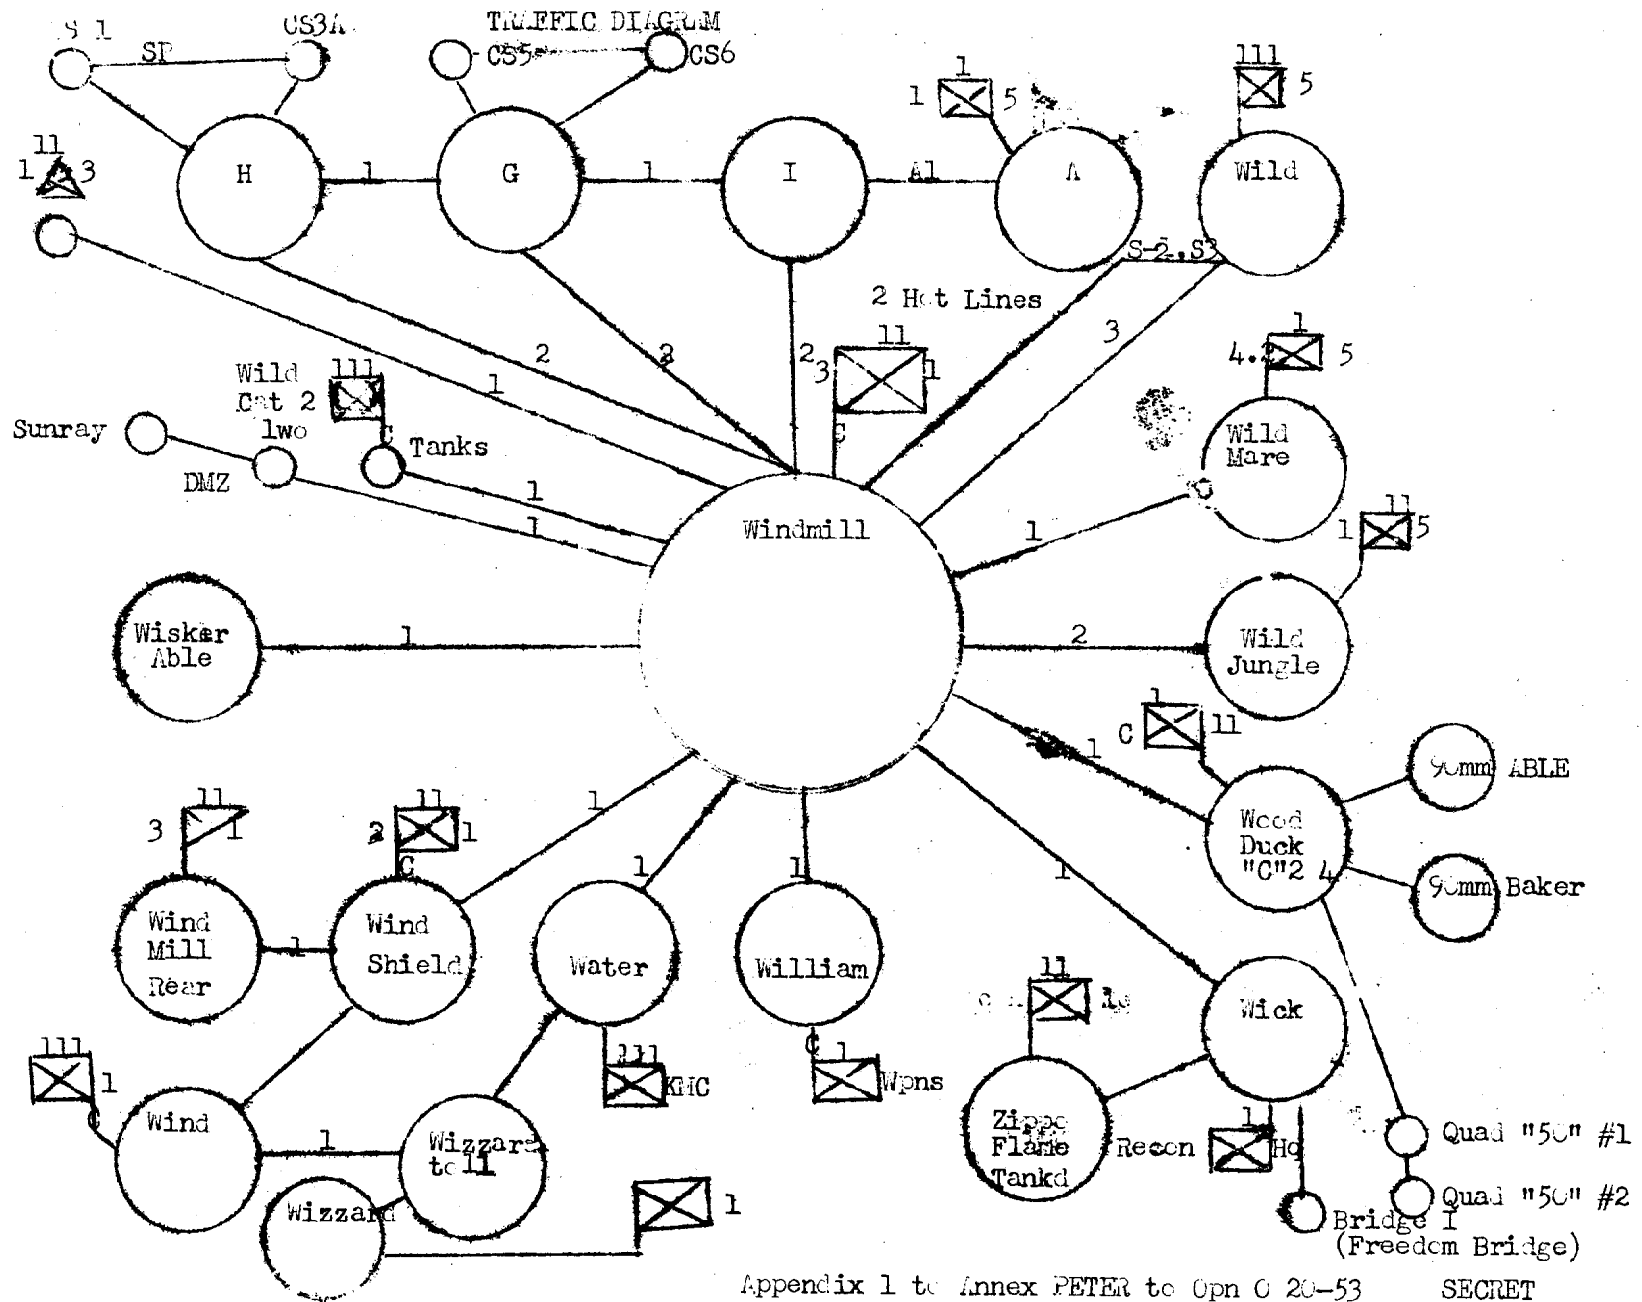 TRAFFIC DIAGRAM
CS3A
SP
CS5
CS6
1
1
5
111
5
11
1
3
H
1
G
1
I
A1
A
Wild
S-2,S3
2 Hot Lines
2
1
2
2
3
11
1
C
3
1
4.2
5
Wild
Cat 2
1wo
111
C
Tanks
Sunray
DMZ
1
1
Wild
Mare
1
11
1
5
Windmill
Wisker
Able
1
2
Wild
Jungle
1
C
11
1
90mm ABLE
Wood
Duck
"C"2 4
90mm Baker
11
3
1
11
2
1
C
1
1
1
1
Wind
Mill
Rear
1
Wind
Shield
Water
William
Wick
11
111
1
C
111
KMC
C
1
Wpns
Zippo
Flame
Tankd
Recon
1
Hq
Wind
1
Wizzard
to 11
Wizzard
1
Quad "50" #1
Quad "50" #2
Bridge I
(Freedom Bridge)
Appendix 1 to Annex PETER to Opn O 20-53
SECRET